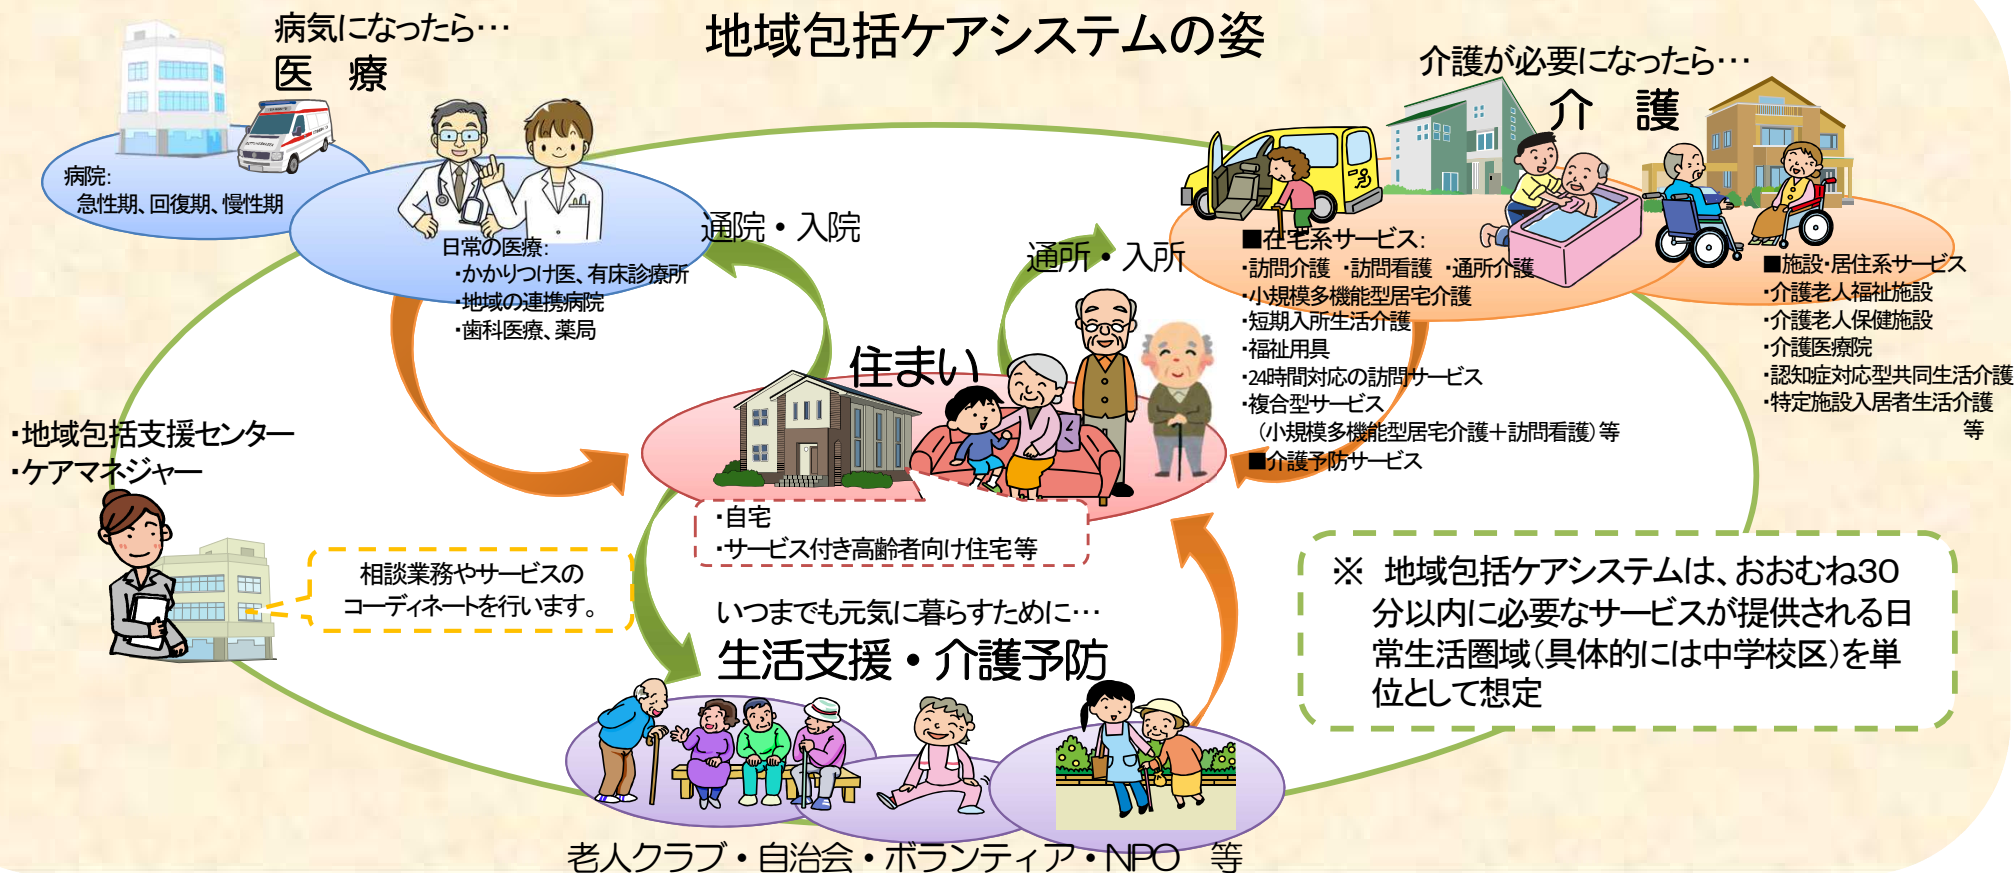 地域包括ケアシステムの姿
病気になったら…
医　療
病院:
急性期、回復期、慢性期
日常の医療:
・かかりつけ医、有床診療所
・地域の連携病院
・歯科医療、薬局
通院・入院
通所・入所
介護が必要になったら…
介　護
■在宅系サービス:
・訪問介護　・訪問看護　・通所介護
・小規模多機能型居宅介護
・短期入所生活介護
・福祉用具
・24時間対応の訪問サービス
・複合型サービス
（小規模多機能型居宅介護＋訪問看護）等
■介護予防サービス
■施設・居住系サービス
・介護老人福祉施設
・介護老人保健施設
・介護医療院
・認知症対応型共同生活介護
・特定施設入居者生活介護
等
住まい
・自宅
・サービス付き高齢者向け住宅等
・地域包括支援センター
・ケアマネジャー
相談業務やサービスの
コーディネートを行います。
いつまでも元気に暮らすために…
生活支援・介護予防
老人クラブ・自治会・ボランティア・NPO　等
※　地域包括ケアシステムは、おおむね30
分以内に必要なサービスが提供される日
常生活圏域（具体的には中学校区）を単
位として想定